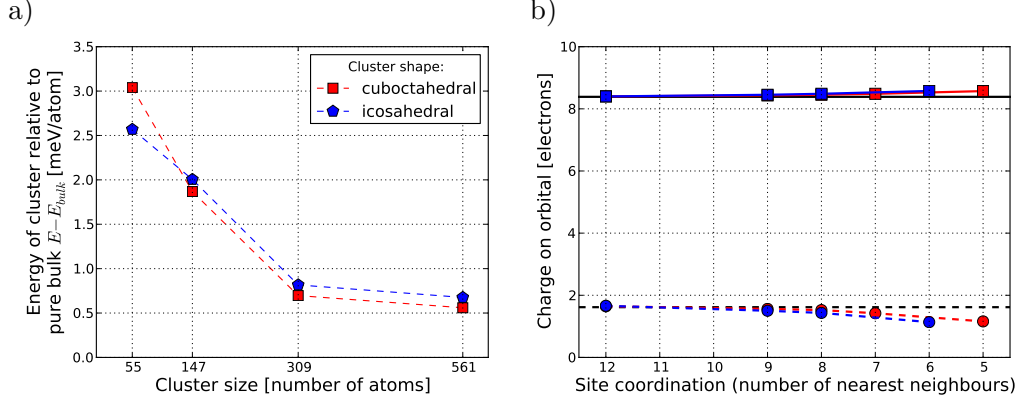 a)
Energy of cluster relative to
pure bulk E−E_bulk [meV/atom]
3.5
3.0
2.5
2.0
1.5
1.0
0.5
0.0
Cluster shape:
cuboctahedral
icosahedral
55 147 309 561
Cluster size [number of atoms]
b)
Charge on orbital [electrons]
10
8
6
4
2
0
12 11 10 9 8 7 6 5
Site coordination (number of nearest neighbours)